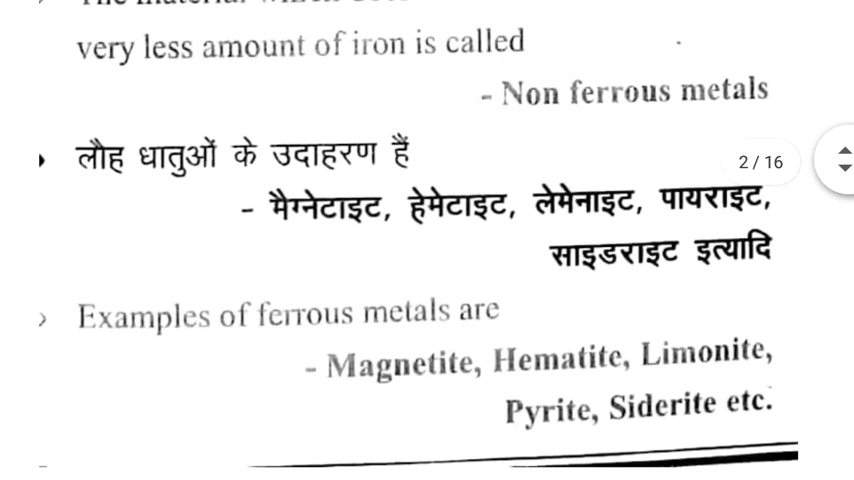 very less amount of iron is called
- Non ferrous metals
लौह धातुओं के उदाहरण हैं
2 / 16
- मैग्नेटाइट, हेमेटाइट, लेमेनाइट, पायराइट,
साइडराइट इत्यादि
Examples of ferrous metals are
- Magnetite, Hematite, Limonite,
Pyrite, Siderite etc.